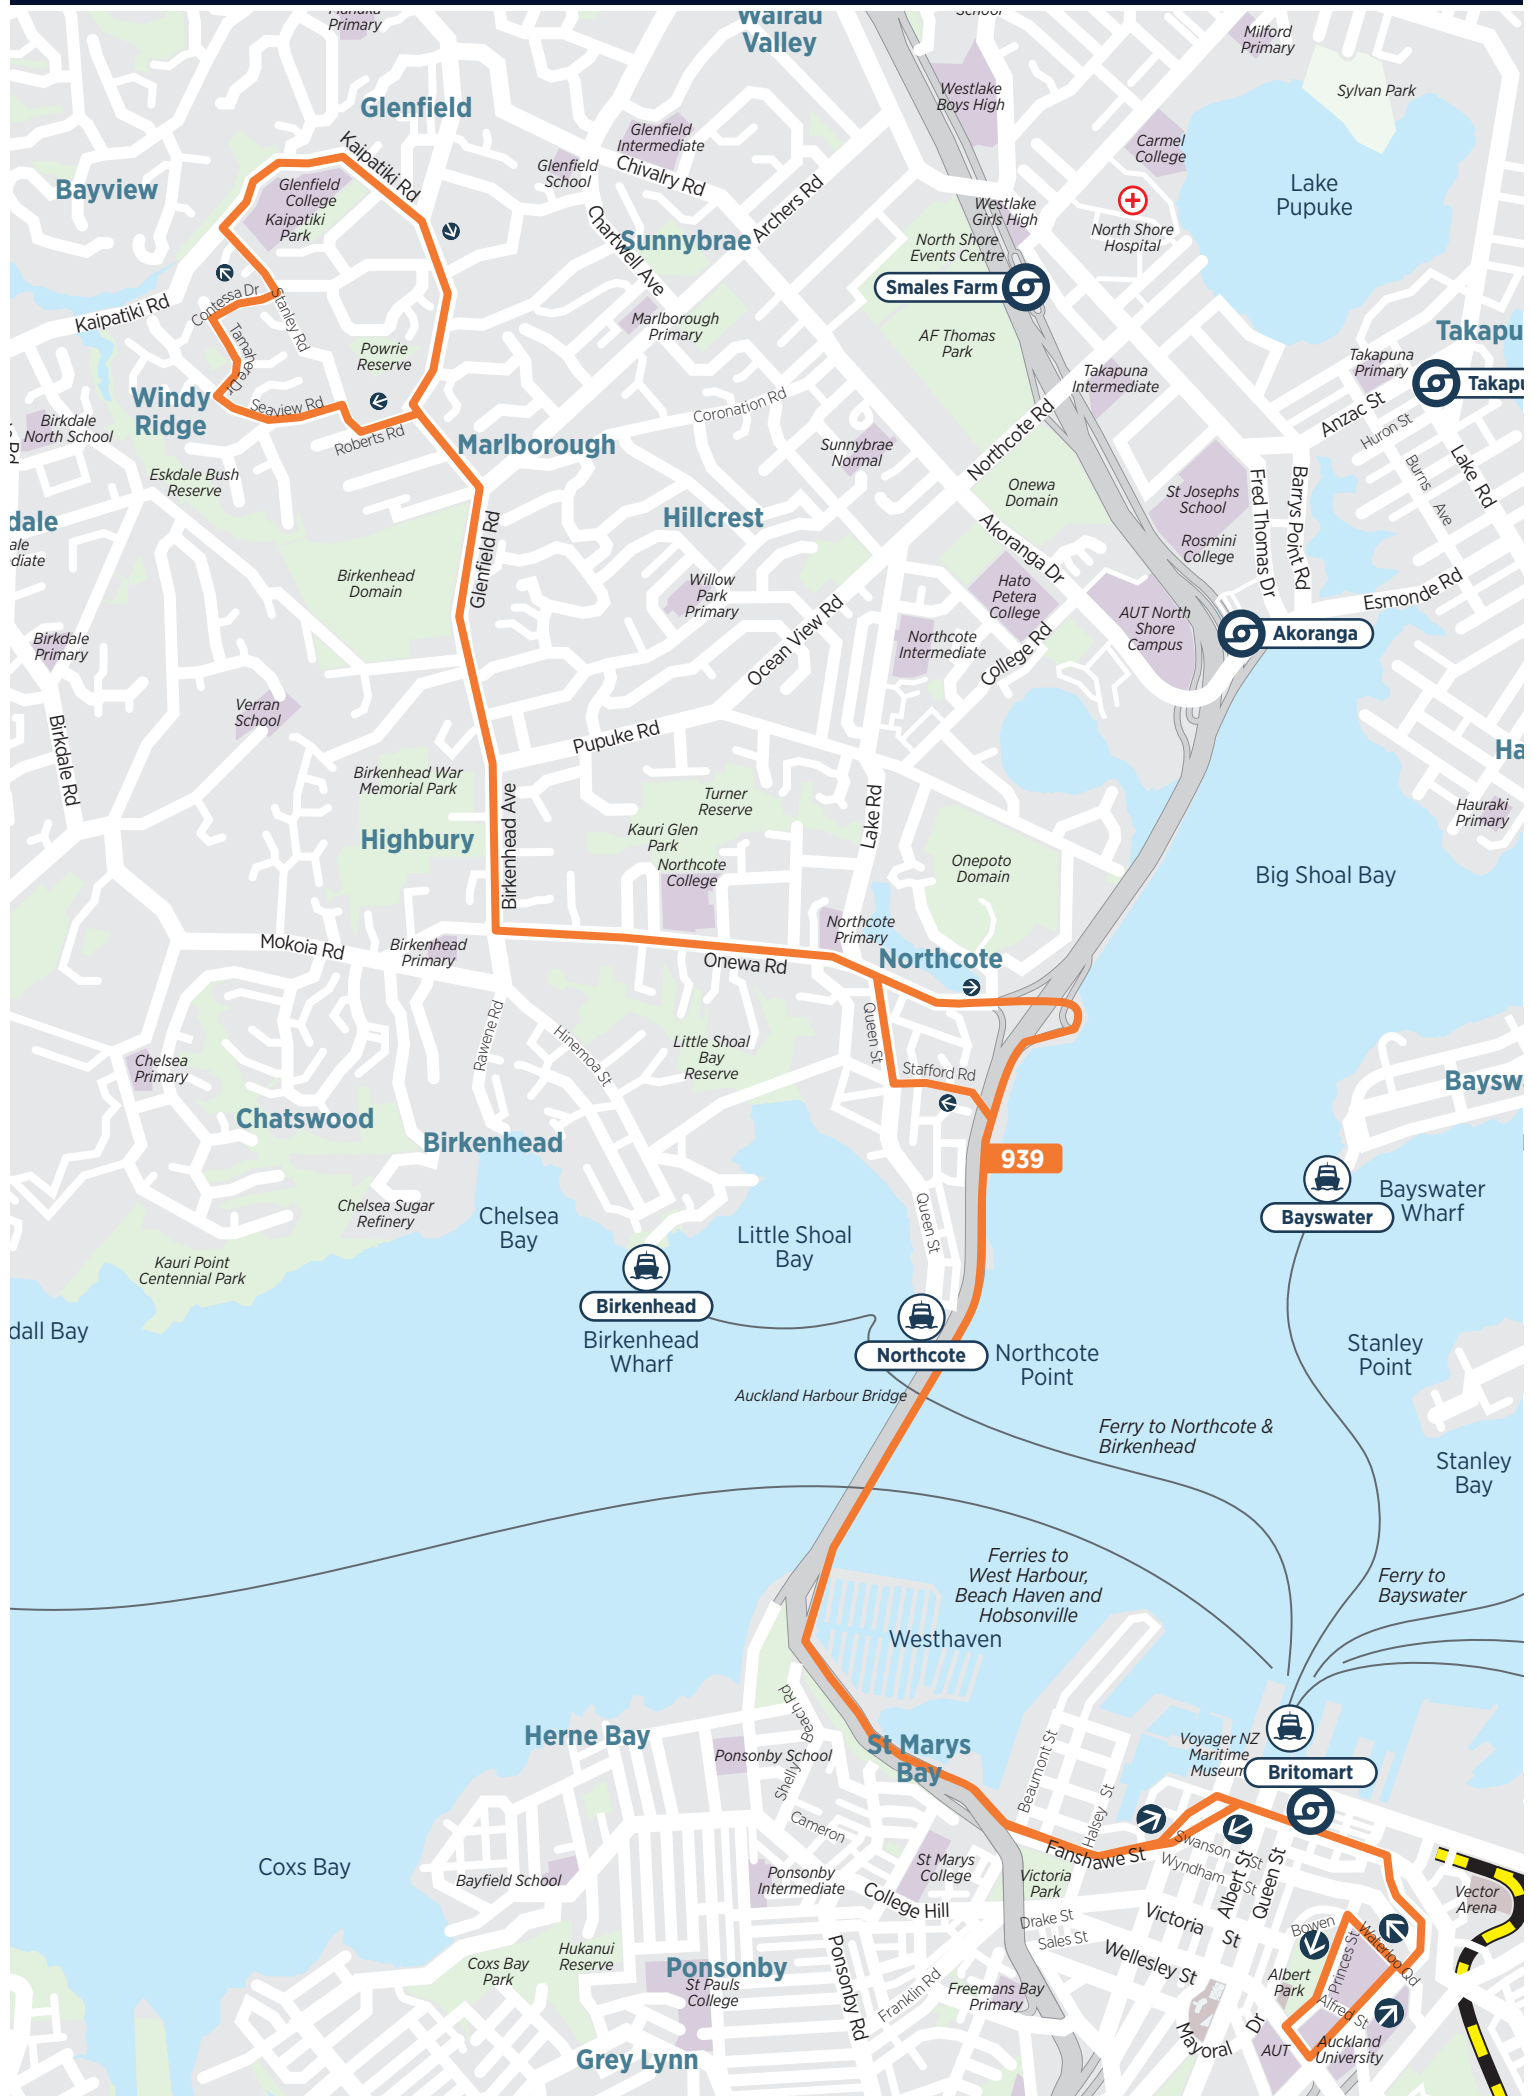 Primary
Wairau
Valley
School
Milford
Primary
Sylvan Park
Glenfield
Westlake
Boys High
Kaipatiki Rd
Glenfield
Intermediate
Carmel
College
Glenfield
School
Chivalry Rd
Bayview
Glenfield
College
Kaipatiki
Park
Archers Rd
Lake
Pupuke
Westlake
Girls High
North Shore
Hospital
Chartwell Ave
Sunnybrae
North Shore
Events Centre
Smales Farm
Contessa Dr
Kaipatiki Rd
Stanley Rd
Tamahere Dr
Marlborough
Primary
AF Thomas
Park
Powrie
Reserve
Takapu
Takapuna
Primary
Takapuna
Intermediate
Takapu
Windy
Ridge
Seaview Rd
Coronation Rd
Anzac St
Huron St
Birkdale
North School
Roberts Rd
Marlborough
Northcote Rd
Sunnybrae
Normal
Lake Rd
Burns Ave
Eskdale Bush
Reserve
Onewa
Domain
St Josephs
School
Fred Thomas Dr
Barrys Point Rd
dale
ale
diate
Hillcrest
Glenfield Rd
Akoranga Dr
Rosmini
College
Birkenhead
Domain
Willow
Park
Primary
Hato
Petera
College
Esmonde Rd
Ocean View Rd
AUT North
Shore
Campus
Akoranga
Birkdale
Primary
Northcote
Intermediate
College Rd
Verran
School
Birkdale Rd
Pupuke Rd
Ha
Birkenhead War
Memorial Park
Birkenhead Ave
Turner
Reserve
Lake Rd
Hauraki
Primary
Highbury
Kauri Glen
Park
Northcote
College
Onepoto
Domain
Big Shoal Bay
Mokoia Rd
Birkenhead
Primary
Northcote
Primary
Onewa Rd
Northcote
Rawene Rd
Hinemoa St
Queen St
Little Shoal
Bay
Reserve
Stafford Rd
Chelsea
Primary
Baysw
Chatswood
Birkenhead
939
Chelsea Sugar
Refinery
Chelsea
Bay
Little Shoal
Bay
Queen St
Bayswater
Bayswater
Wharf
Kauri Point
Centennial Park
Birkenhead
Birkenhead
Wharf
dall Bay
Northcote
Northcote
Point
Stanley
Point
Auckland Harbour Bridge
Ferry to Northcote &
Birkenhead
Stanley
Bay
Ferries to
West Harbour,
Beach Haven and
Hobsonville
Ferry to
Bayswater
Westhaven
Shelly Beach Rd
Herne Bay
Ponsonby School
St Marys
Bay
Beaumont St
Voyager NZ
Maritime
Museum
Britomart
Halsey St
Cameron
Swanson St
Fanshawe St
Wyndham St
Albert St
Queen St
Coxs Bay
Bayfield School
Ponsonby
Intermediate
St Marys
College
Victoria
Park
College Hill
Vector
Arena
Drake St
Sales St
Victoria St
Bowen
Princes St
Waterloo Qd
Hukanui
Reserve
Coxs Bay
Park
Ponsonby
St Pauls
College
Ponsonby Rd
Wellesley St
Franklin Rd
Freemans Bay
Primary
Albert
Park
Alfred St
Mayoral Dr
AUT
Auckland
University
Grey Lynn